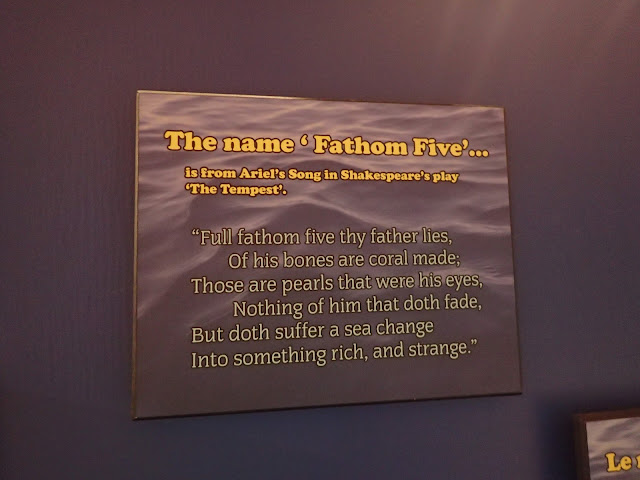 The name ‘ Fathom Five’...
is from Ariel’s Song in Shakespeare’s play
‘The Tempest’.
“Full fathom five thy father lies,
Of his bones are coral made;
Those are pearls that were his eyes,
Nothing of him that doth fade,
But doth suffer a sea change
Into something rich, and strange.”
Le